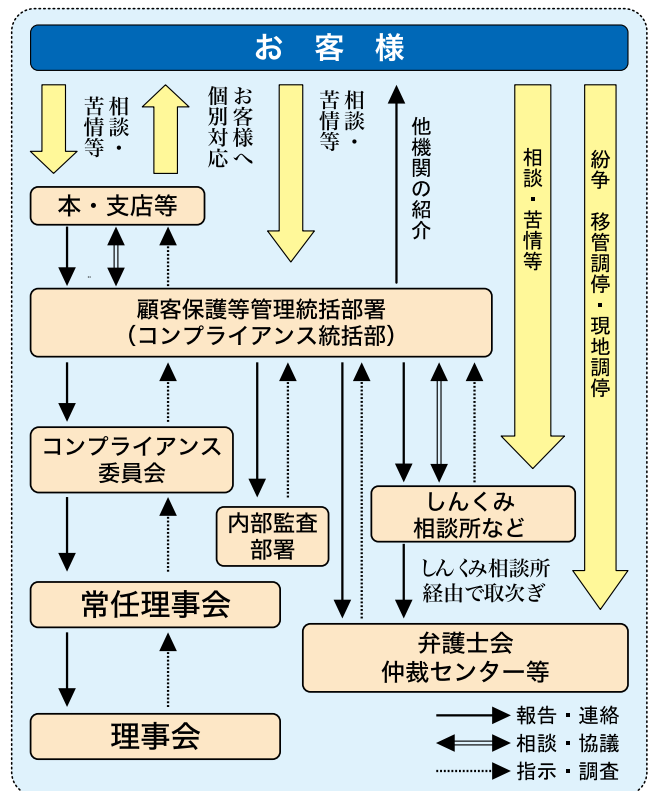 お 客 様
相談・
苦情等
お客様へ
個別対応
相談・
苦情等
他機関の紹介
相談・苦情等
紛争 移管調停・現地調停
本・支店等
顧客保護等管理統括部署
（コンプライアンス統括部）
コンプライアンス
委員会
内部監査
部署
しんくみ
相談所など
しんくみ相談所
経由で取次ぎ
常任理事会
弁護士会
仲裁センター等
理事会
報告・連絡
相談・協議
指示・調査